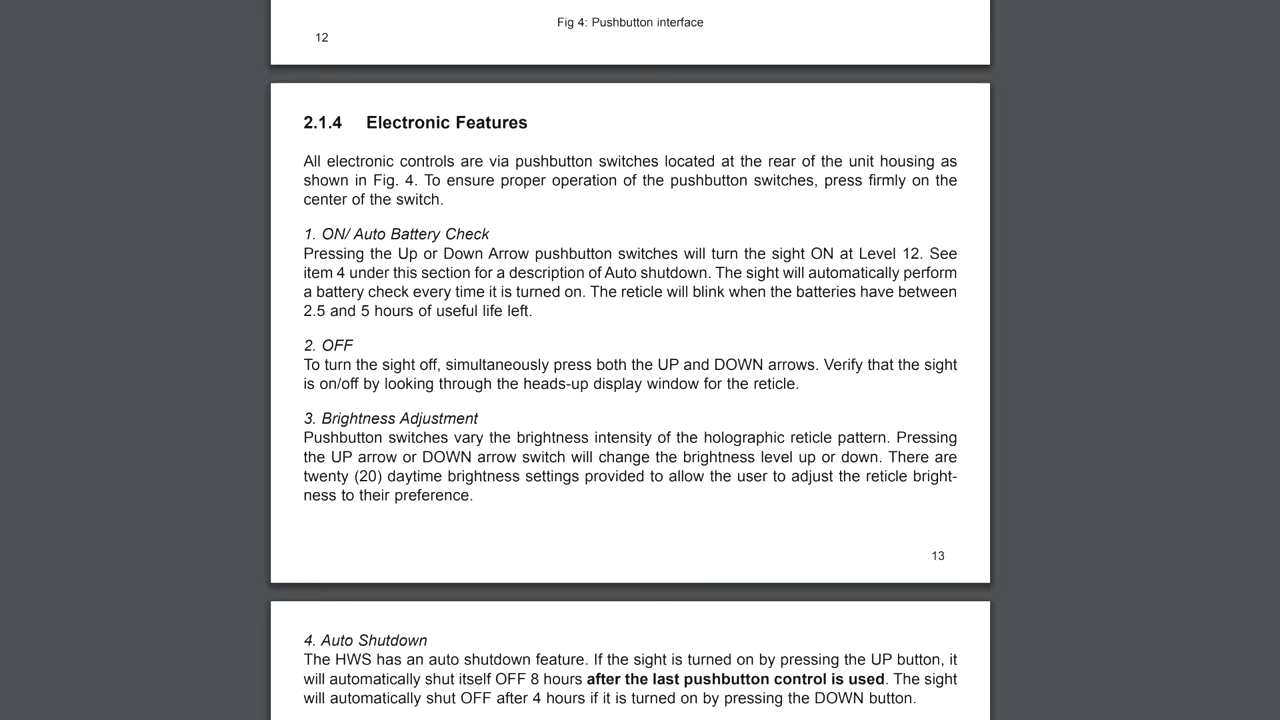 Fig 4: Pushbutton interface
12
2.1.4 Electronic Features
All electronic controls are via pushbutton switches located at the rear of the unit housing as
shown in Fig. 4. To ensure proper operation of the pushbutton switches, press firmly on the
center of the switch.
1. ON/ Auto Battery Check
Pressing the Up or Down Arrow pushbutton switches will turn the sight ON at Level 12. See
item 4 under this section for a description of Auto shutdown. The sight will automatically perform
a battery check every time it is turned on. The reticle will blink when the batteries have between
2.5 and 5 hours of useful life left.
2. OFF
To turn the sight off, simultaneously press both the UP and DOWN arrows. Verify that the sight
is on/off by looking through the heads-up display window for the reticle.
3. Brightness Adjustment
Pushbutton switches vary the brightness intensity of the holographic reticle pattern. Pressing
the UP arrow or DOWN arrow switch will change the brightness level up or down. There are
twenty (20) daytime brightness settings provided to allow the user to adjust the reticle bright-
ness to their preference.
13
4. Auto Shutdown
The HWS has an auto shutdown feature. If the sight is turned on by pressing the UP button, it
will automatically shut itself OFF 8 hours after the last pushbutton control is used. The sight
will automatically shut OFF after 4 hours if it is turned on by pressing the DOWN button.